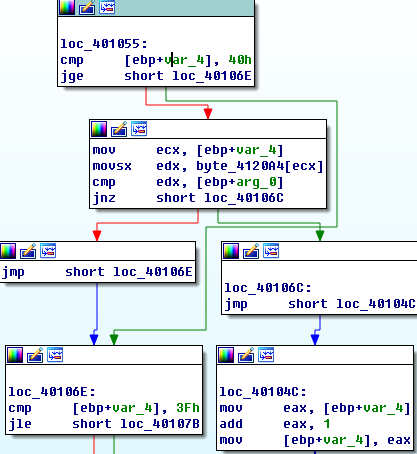 loc_401055:
cmp [ebp+var_4], 40h
jge short loc_40106E
mov ecx, [ebp+var_4]
movsx edx, byte_4120A4[ecx]
cmp edx, [ebp+arg_0]
jnz short loc_40106C
jmp short loc_40106E
loc_40106C:
jmp short loc_40104C
loc_40106E:
cmp [ebp+var_4], 3Fh
jle short loc_40107B
loc_40104C:
mov eax, [ebp+var_4]
add eax, 1
mov [ebp+var_4], eax